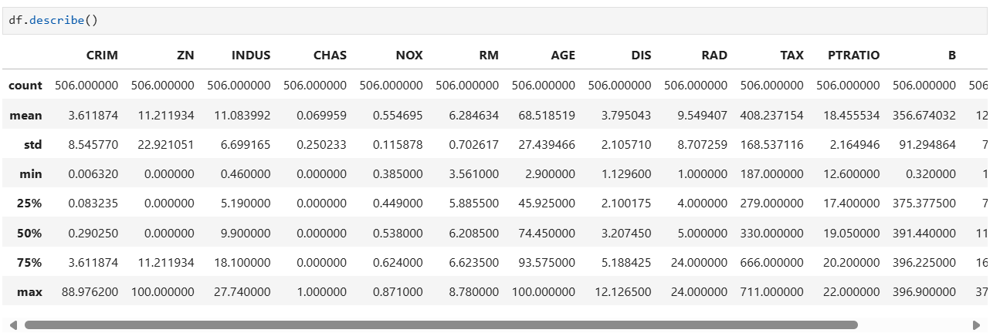 df.describe()
CRIM ZN INDUS CHAS NOX RM AGE DIS RAD TAX PTRATIO B
count 506.000000 506.000000 506.000000 506.000000 506.000000 506.000000 506.000000 506.000000 506.000000 506.000000 506.000000 506.000000 506
mean 3.611874 11.211934 11.083992 0.069959 0.554695 6.284634 68.518519 3.795043 9.549407 408.237154 18.455534 356.674032 12
std 8.545770 22.921051 6.699165 0.250233 0.115878 0.702617 27.439466 2.105710 8.707259 168.537116 2.164946 91.294864 7
min 0.006320 0.000000 0.460000 0.000000 0.385000 3.561000 2.900000 1.129600 1.000000 187.000000 12.600000 0.320000 1
25% 0.083235 0.000000 5.190000 0.000000 0.449000 5.885500 45.925000 2.100175 4.000000 279.000000 17.400000 375.377500 7
50% 0.290250 0.000000 9.900000 0.000000 0.538000 6.208500 74.450000 3.207450 5.000000 330.000000 19.050000 391.440000 11
75% 3.611874 11.211934 18.100000 0.000000 0.624000 6.623500 93.575000 5.188425 24.000000 666.000000 20.200000 396.225000 16
max 88.976200 100.000000 27.740000 1.000000 0.871000 8.780000 100.000000 12.126500 24.000000 711.000000 22.000000 396.900000 37